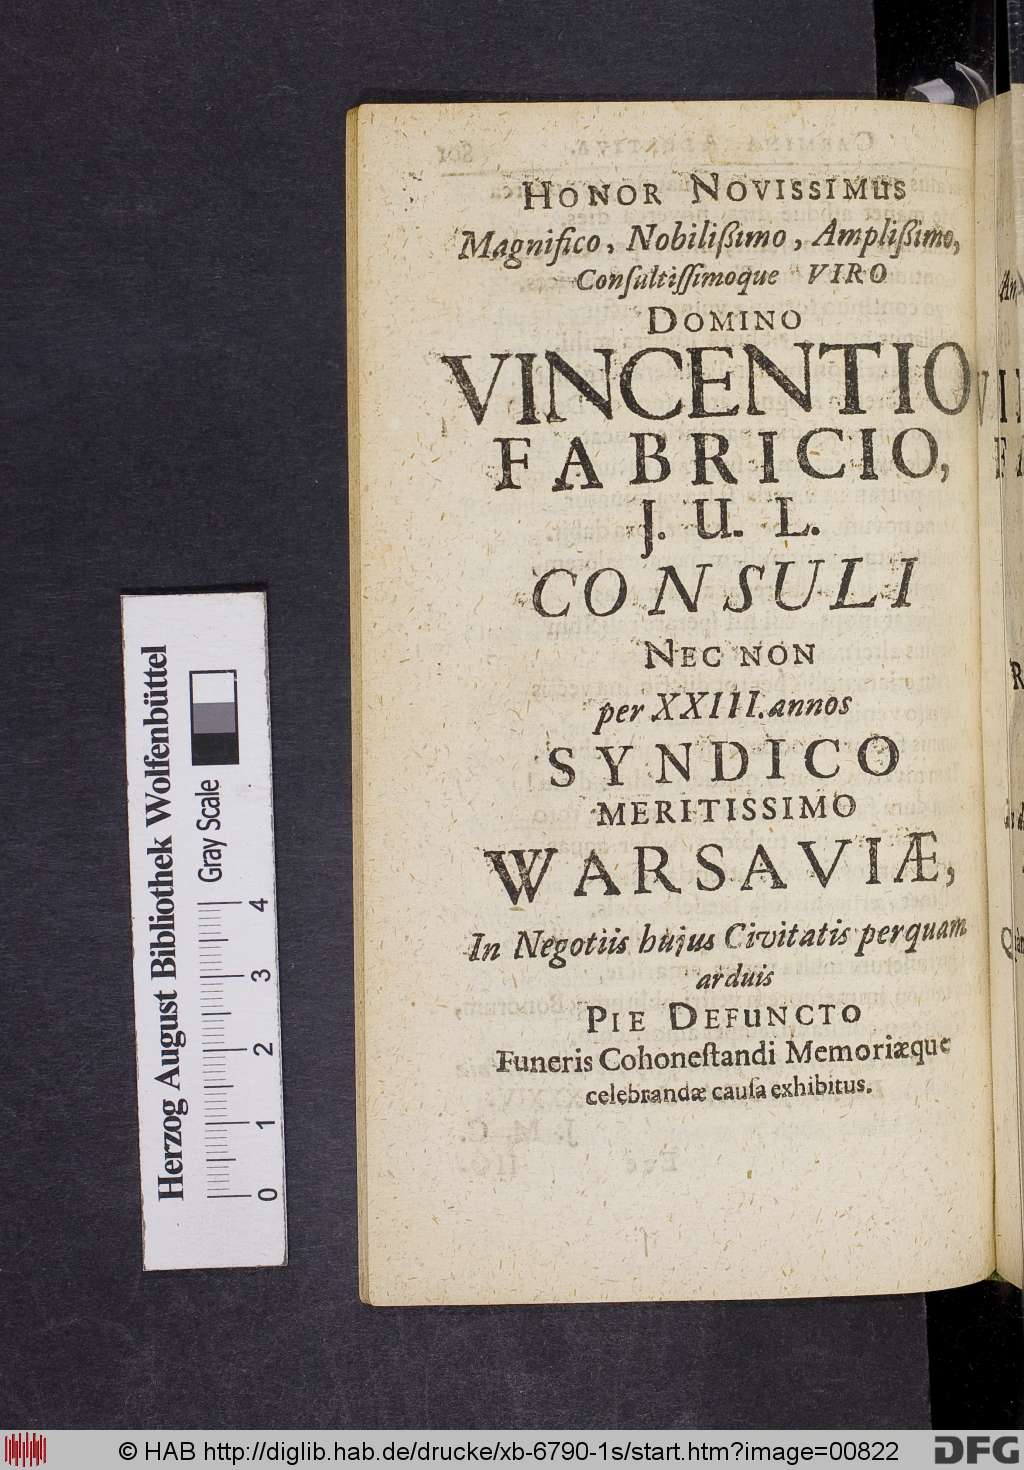 HONOR NOVISSIMUS
Magnifico, Nobilißimo, Amplißimo,
Conſultiſſimoque VIRO
DOMINO
VINCENTIO
FABRICIO,
J. U. L.
CONSULI
NEC NON
per XXIII. annos
SYNDICO
MERITISSIMO
WARSAVIÆ,
In Negotiis hujus Civitatis perquam
arduis
PIE DEFUNCTO
Funeris Cohoneſtandi Memoriæque
celebrandæ cauſa exhibitus.
Herzog August Bibliothek Wolfenbüttel
Gray Scale
0 1 2 3 4
© HAB http://diglib.hab.de/drucke/xb-6790-1s/start.htm?image=00822
DFG